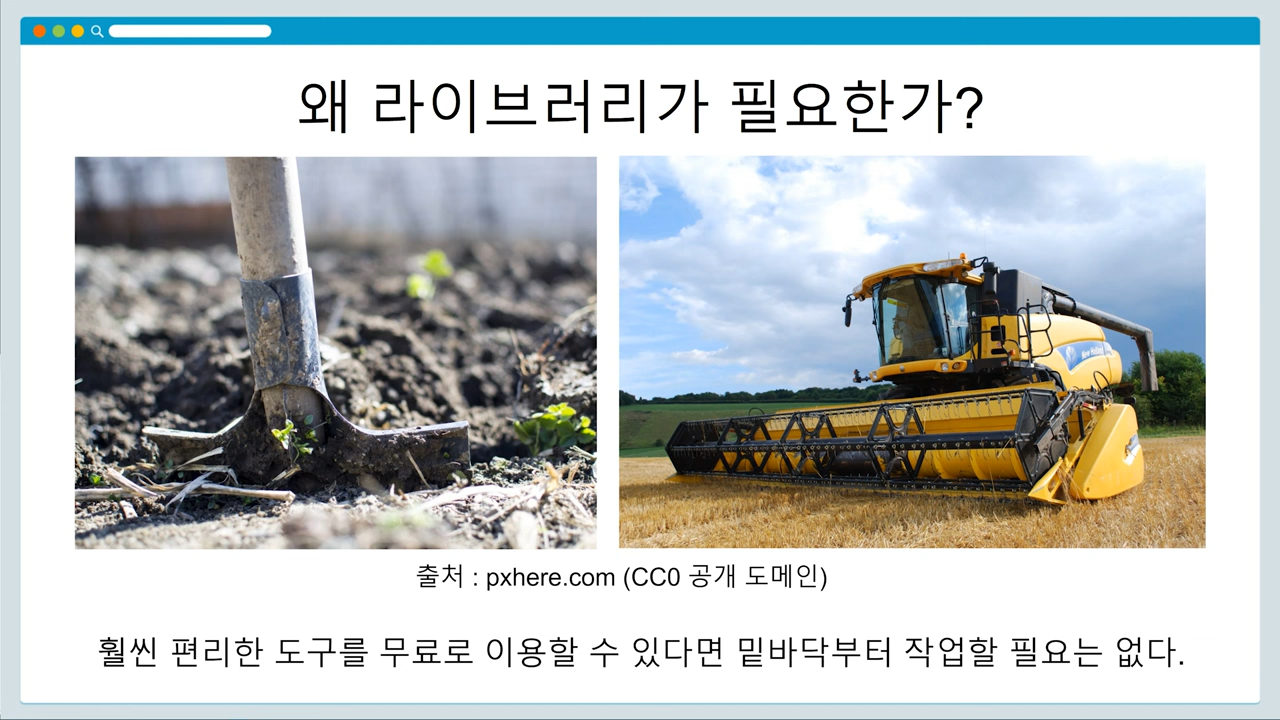 왜 라이브러리가 필요한가?
New Holland
출처 : pxhere.com (CC0 공개 도메인)
훨씬 편리한 도구를 무료로 이용할 수 있다면 밑바닥부터 작업할 필요는 없다.